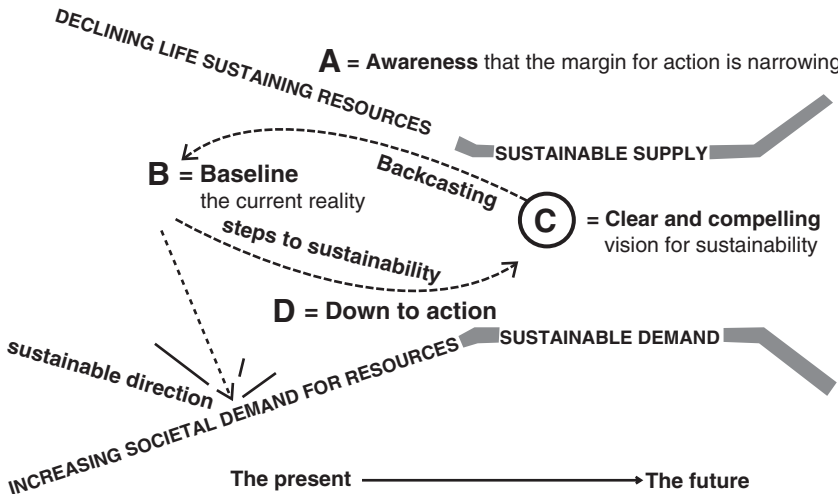 DECLINING LIFE SUSTAINING RESOURCES
A = Awareness that the margin for action is narrowing
SUSTAINABLE SUPPLY
Backcasting
B = Baseline
the current reality
C = Clear and compelling
vision for sustainability
steps to sustainability
D = Down to action
SUSTAINABLE DEMAND
sustainable direction
INCREASING SOCIETAL DEMAND FOR RESOURCES
The present
The future